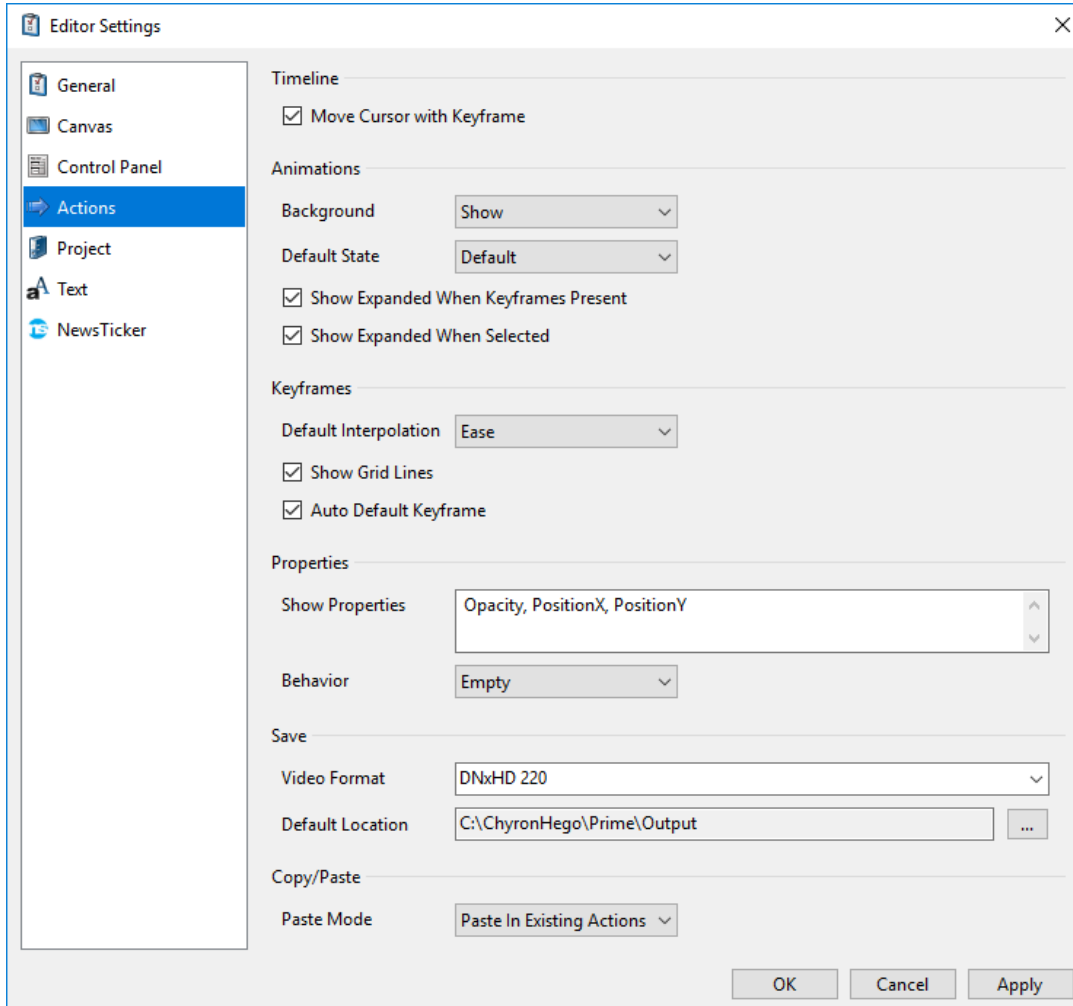 Editor Settings
General
Canvas
Control Panel
Actions
Project
Text
NewsTicker
Timeline
Move Cursor with Keyframe
Animations
Background Show
Default State Default
Show Expanded When Keyframes Present
Show Expanded When Selected
Keyframes
Default Interpolation Ease
Show Grid Lines
Auto Default Keyframe
Properties
Show Properties Opacity, PositionX, PositionY
Behavior Empty
Save
Video Format DNxHD 220
Default Location C:\ChyronHego\Prime\Output ...
Copy/Paste
Paste Mode Paste In Existing Actions
OK Cancel Apply